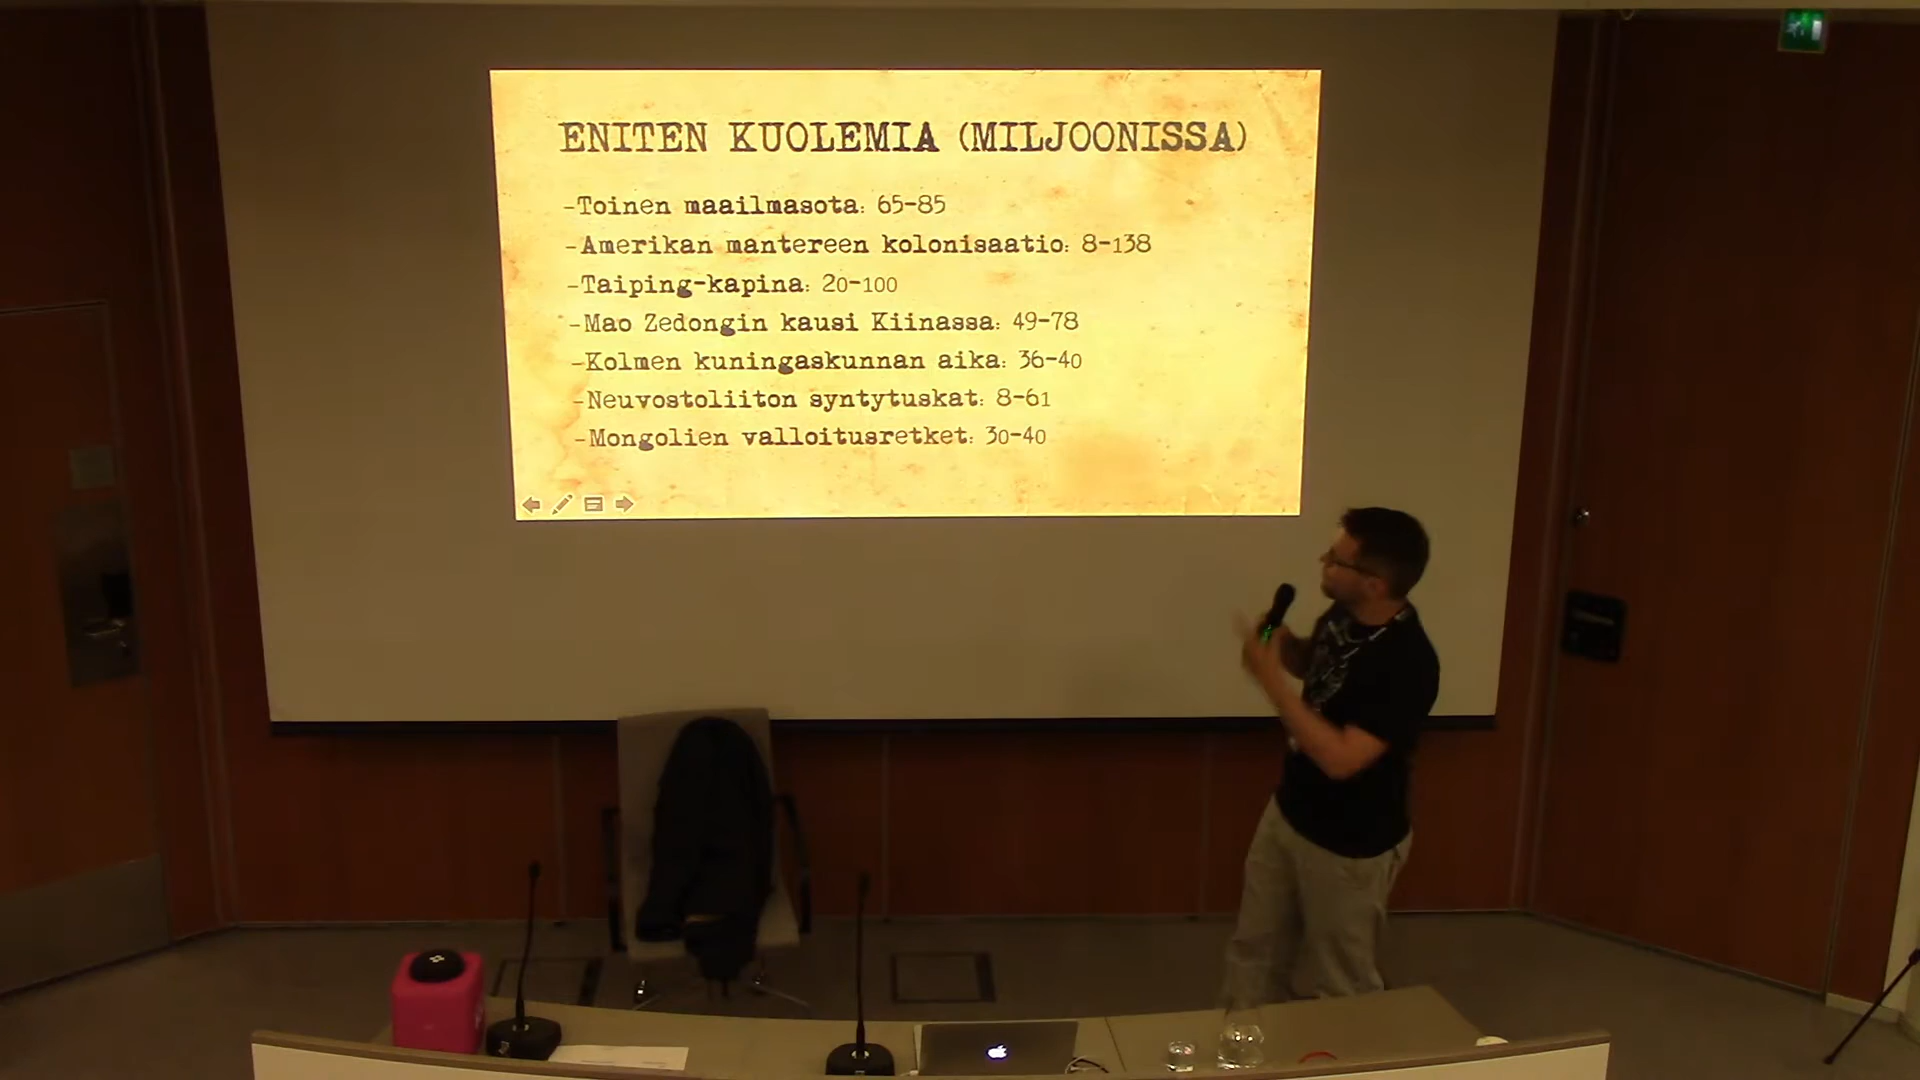 ENITEN KUOLEMIA (MILJOONISSA)
-Toinen maailmasota: 65-85
-Amerikan mantereen kolonisaatio: 8-138
-Taiping-kapina: 20-100
-Mao Zedongin kausi Kiinassa: 49-78
-Kolmen kuningaskunnan aika: 36-40
-Neuvostoliiton syntytuskat: 8-61
-Mongolien valloitusretket: 30-40